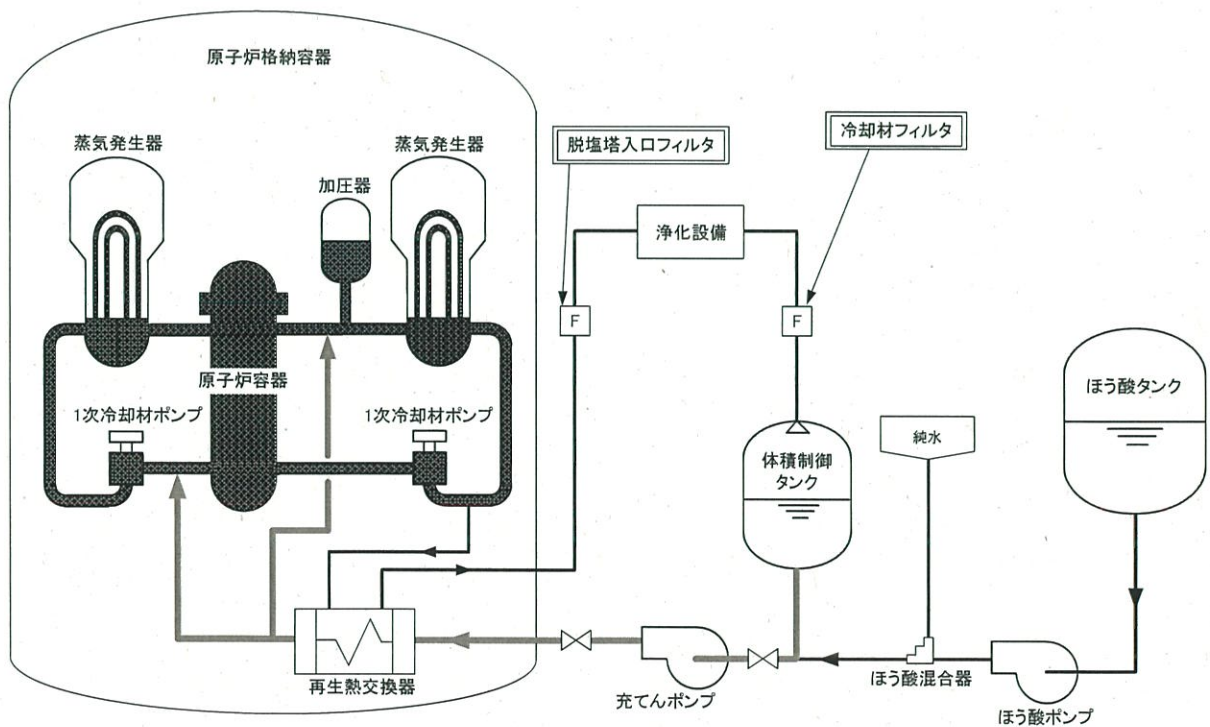 原子炉格納容器
蒸気発生器
蒸気発生器
加圧器
脱塩塔入口フィルタ
冷却材フィルタ
浄化設備
F
F
原子炉容器
1次冷却材ポンプ
1次冷却材ポンプ
体積制御
タンク
純水
ほう酸タンク
再生熱交換器
充てんポンプ
ほう酸混合器
ほう酸ポンプ